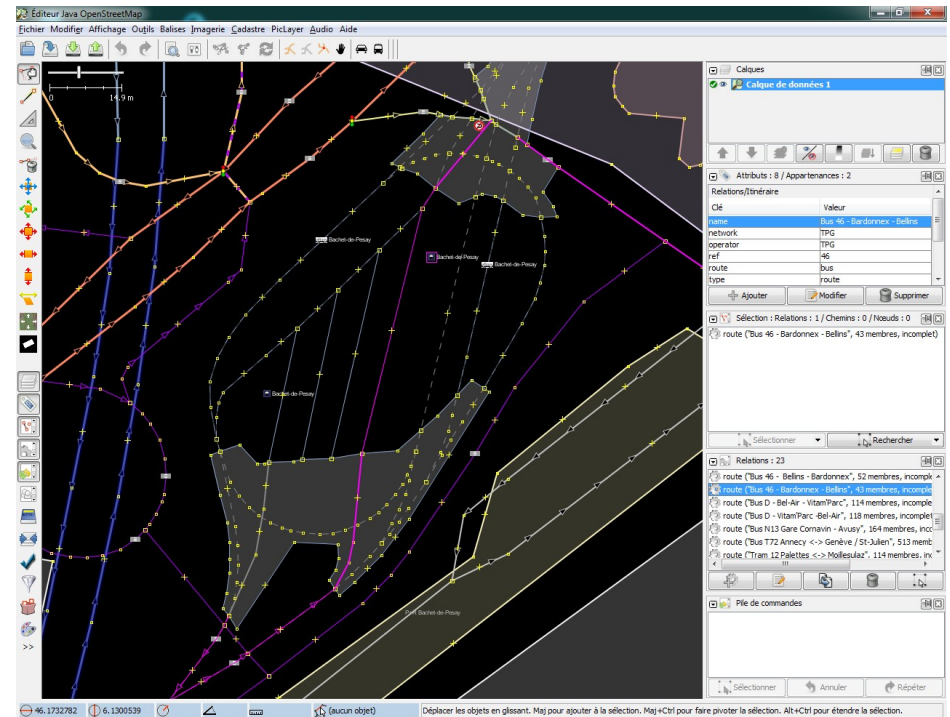 Éditeur Java OpenStreetMap
Fichier Modifier Affichage Outils Balises Imagerie Cadastre PicLayer Audio Aide
0 14.9 m
Bachet-de-Pesay
Bachet-de-Pesay
Bachet-de-Pesay
Bachet-de-Pesay
P+R Bachet-de-Pesay
>>
Calques
Calque de données 1
Attributs : 8 / Appartenances : 2
Relations/Itinéraire
Clé Valeur
name Bus 46 - Bardonnex - Bellins
network TPG
operator TPG
ref 46
route bus
type route
Ajouter Modifier Supprimer
Sélection : Relations : 1 / Chemins : 0 / Nœuds : 0
route ("Bus 46 - Bardonnex - Bellins", 43 membres, incomplet)
Sélectionner Rechercher
Relations : 23
route ("Bus 46 - Bellins - Bardonnex", 52 membres, incomple
route ("Bus 46 - Bardonnex - Bellins", 43 membres, incomple
route ("Bus D - Bel-Air - Vitam'Parc", 114 membres, incomple
route ("Bus D - Vitam'Parc -Bel-Air", 118 membres, incomplet
route ("Bus N13 Gare Cornavin - Avusy", 164 membres, inco
route ("Bus T72 Annecy <-> Genève / St-Julien", 513 memb
route ("Tram 12 Palettes <-> Moillesulaz", 114 membres, inc
Pile de commandes
Sélectionner Annuler Répéter
46.1732782 6.1300539 (aucun objet) Déplacer les objets en glissant. Maj pour ajouter à la sélection. Maj+Ctrl pour faire pivoter la sélection. Alt+Ctrl pour étendre la sélection.